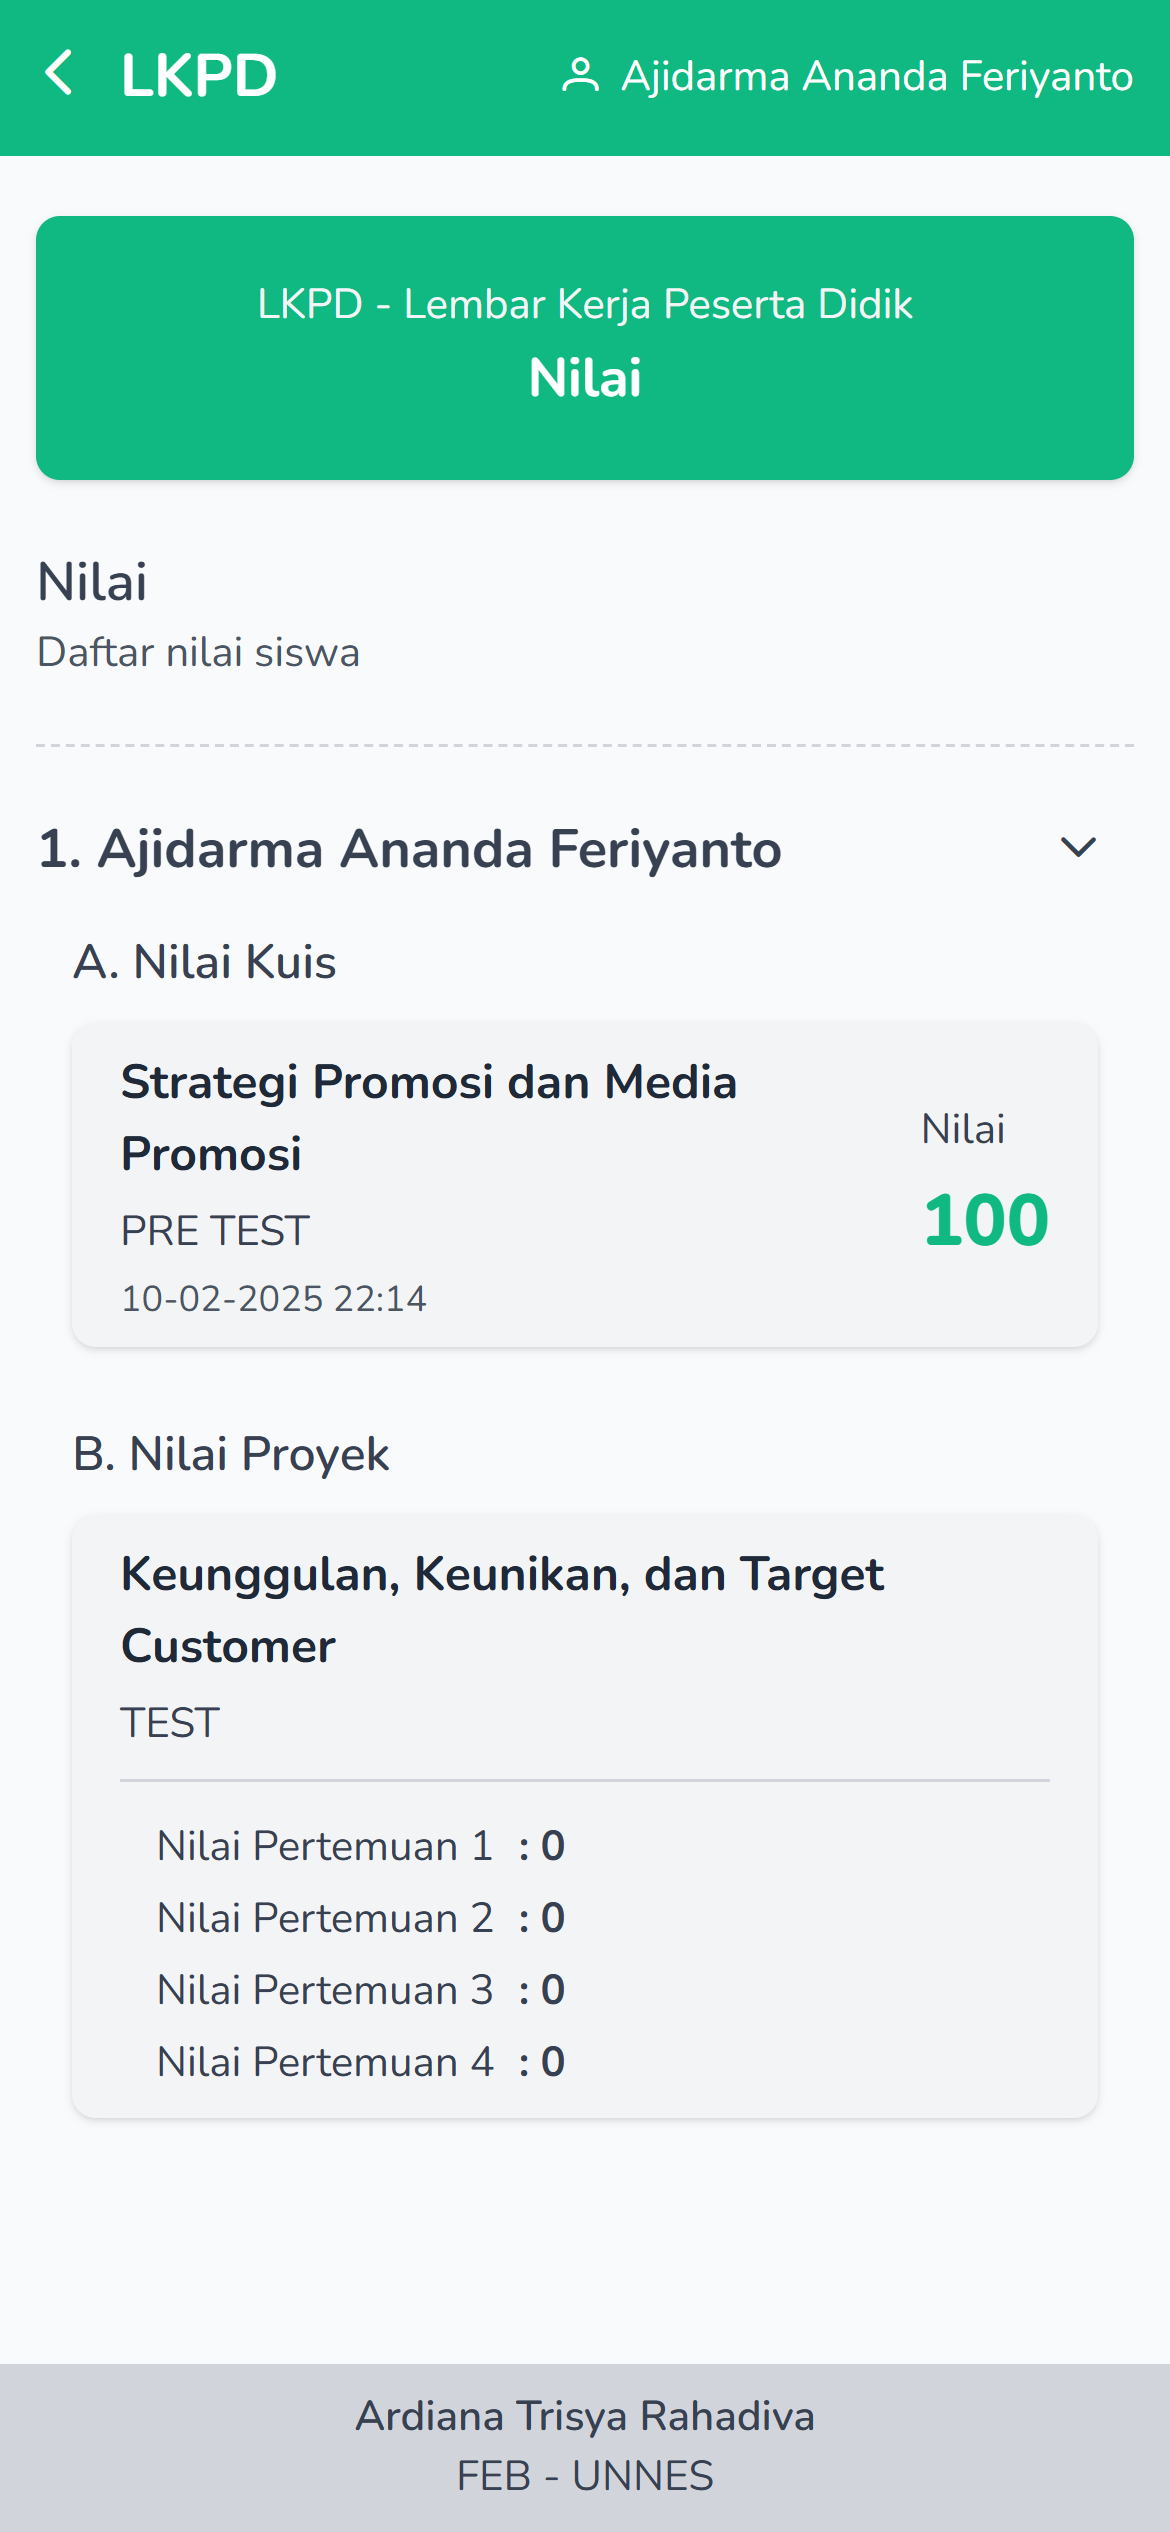 LKPD
Ajidarma Ananda Feriyanto
LKPD - Lembar Kerja Peserta Didik
Nilai
Nilai
Daftar nilai siswa
1. Ajidarma Ananda Feriyanto
A. Nilai Kuis
Strategi Promosi dan Media
Promosi
PRE TEST
10-02-2025 22:14
Nilai
100
B. Nilai Proyek
Keunggulan, Keunikan, dan Target
Customer
TEST
Nilai Pertemuan 1 : 0
Nilai Pertemuan 2 : 0
Nilai Pertemuan 3 : 0
Nilai Pertemuan 4 : 0
Ardiana Trisya Rahadiva
FEB - UNNES